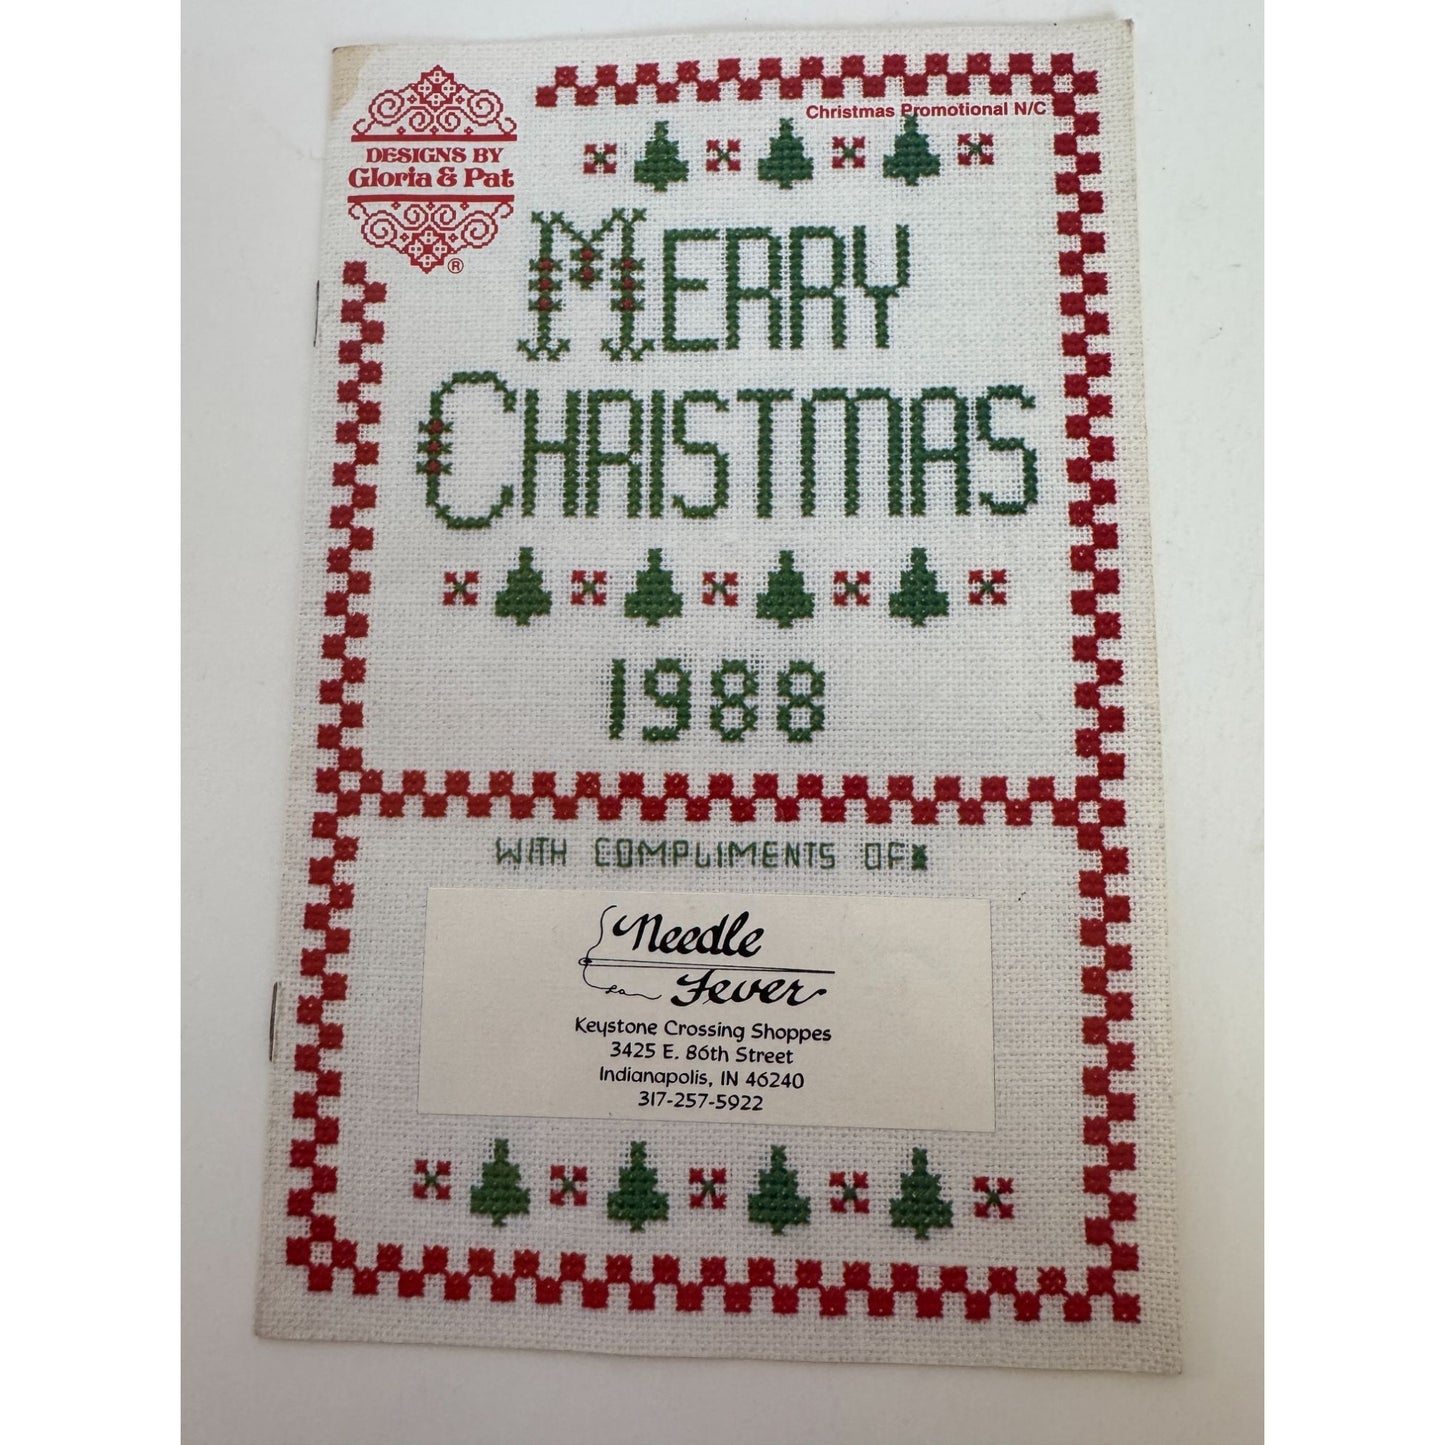 DESIGNS BY
Gloria & Pat
®
Christmas Promotional N/C
MERRY
CHRISTMAS
1988
WITH COMPLIMENTS OF:
Needle
Fever
Keystone Crossing Shoppes
3425 E. 86th Street
Indianapolis, IN 46240
317-257-5922